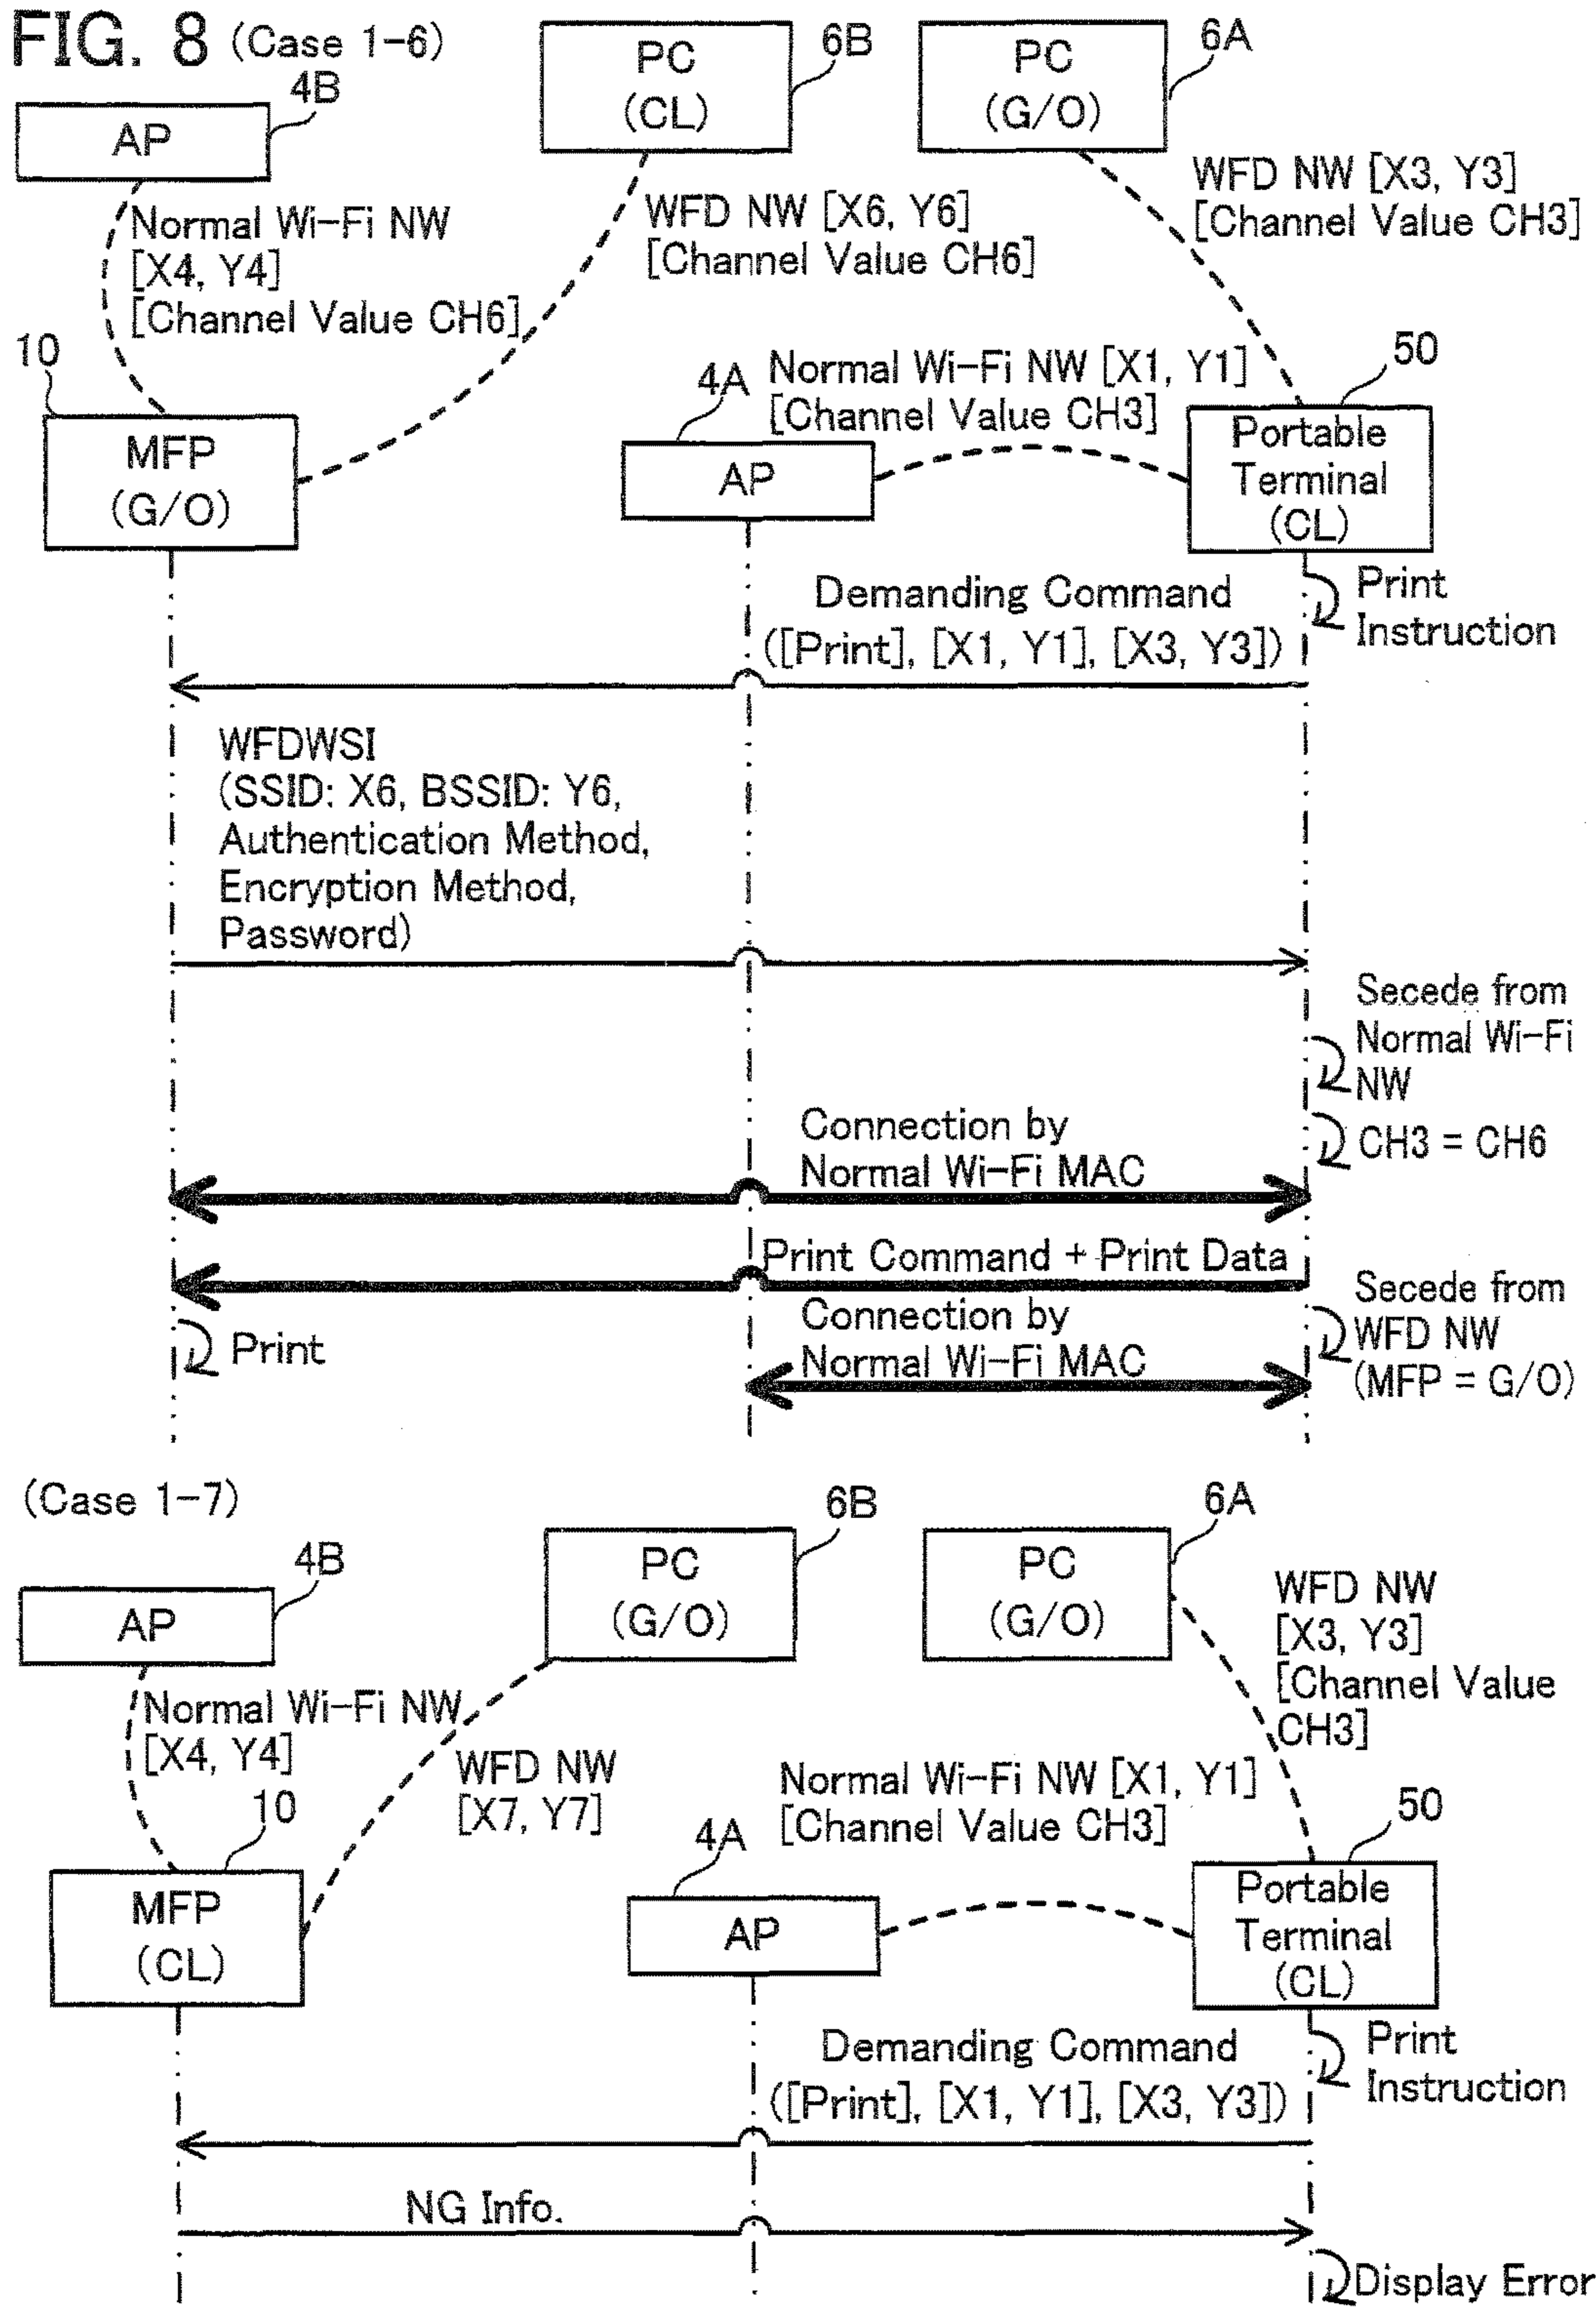 FIG. 8 (Case 1-6)
4B
AP
6B
PC
(CL)
6A
PC
(G/O)
Normal Wi-Fi NW
[X4, Y4]
[Channel Value CH6]
WFD NW [X6, Y6]
[Channel Value CH6]
WFD NW [X3, Y3]
[Channel Value CH3]
10
MFP
(G/O)
4A
AP
Normal Wi-Fi NW [X1, Y1]
[Channel Value CH3]
50
Portable
Terminal
(CL)
Print
Instruction
Demanding Command
([Print], [X1, Y1], [X3, Y3])
WFDWSI
(SSID: X6, BSSID: Y6,
Authentication Method,
Encryption Method,
Password)
Secede from
Normal Wi-Fi
NW
CH3 = CH6
Connection by
Normal Wi-Fi MAC
Print Command + Print Data
Print
Secede from
WFD NW
(MFP = G/O)
Connection by
Normal Wi-Fi MAC
(Case 1-7)
4B
AP
6B
PC
(G/O)
6A
PC
(G/O)
Normal Wi-Fi NW
[X4, Y4]
WFD NW
[X7, Y7]
WFD NW
[X3, Y3]
[Channel Value
CH3]
10
MFP
(CL)
4A
AP
Normal Wi-Fi NW [X1, Y1]
[Channel Value CH3]
50
Portable
Terminal
(CL)
Print
Instruction
Demanding Command
([Print], [X1, Y1], [X3, Y3])
NG Info.
Display Error